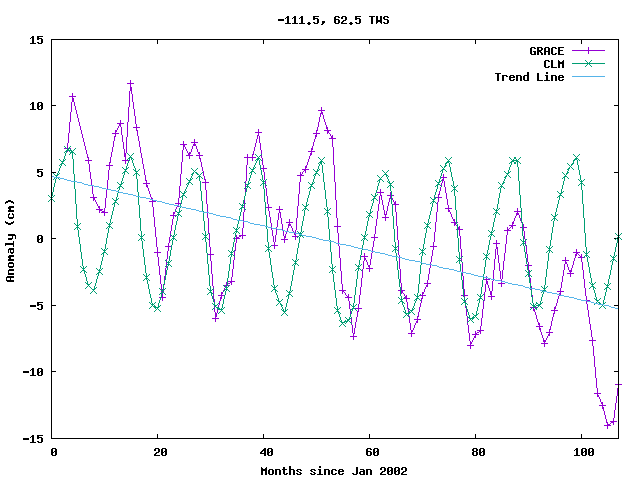 -111.5, 62.5 TWS
GRACE
CLM
Trend Line
15
10
5
0
-5
-10
-15
Anomaly (cm)
0 20 40 60 80 100
Months since Jan 2002